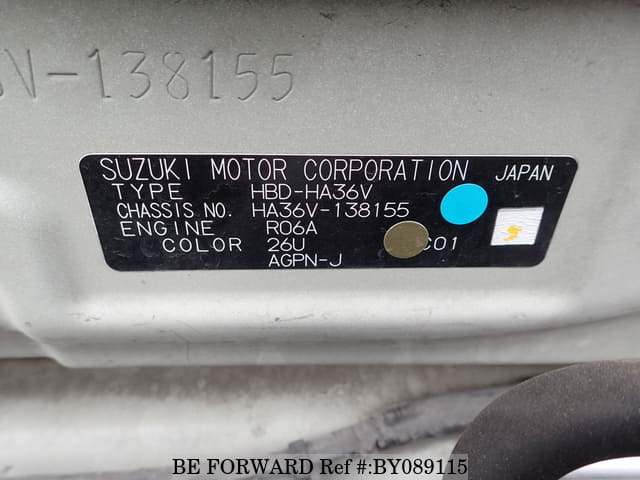 V-138155
SUZUKI MOTOR CORPORATION JAPAN
TYPE HBD-HA36V
CHASSIS NO. HA36V-138155
ENGINE R06A
COLOR 26U C01
AGPN-J
BE FORWARD Ref #:BY089115